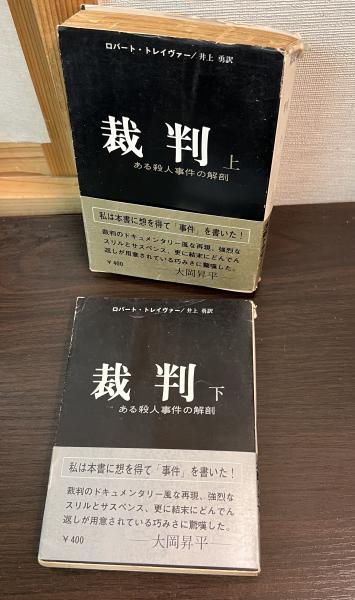 ロバート・トレイヴァー/井上 勇訳
裁判 上
ある殺人事件の解剖
私は本書に想を得て「事件」を書いた!
裁判のドキュメンタリー風な再現、強烈な
スリルとサスペンス、更に結末にどんでん
返しが用意されている巧みさに驚嘆した。
¥400
大岡昇平
ロバート・トレイヴァー/井上 勇訳
裁判 下
ある殺人事件の解剖
私は本書に想を得て「事件」を書いた!
裁判のドキュメンタリー風な再現、強烈な
スリルとサスペンス、更に結末にどんでん
返しが用意されている巧みさに驚嘆した。
¥400
——大岡昇平